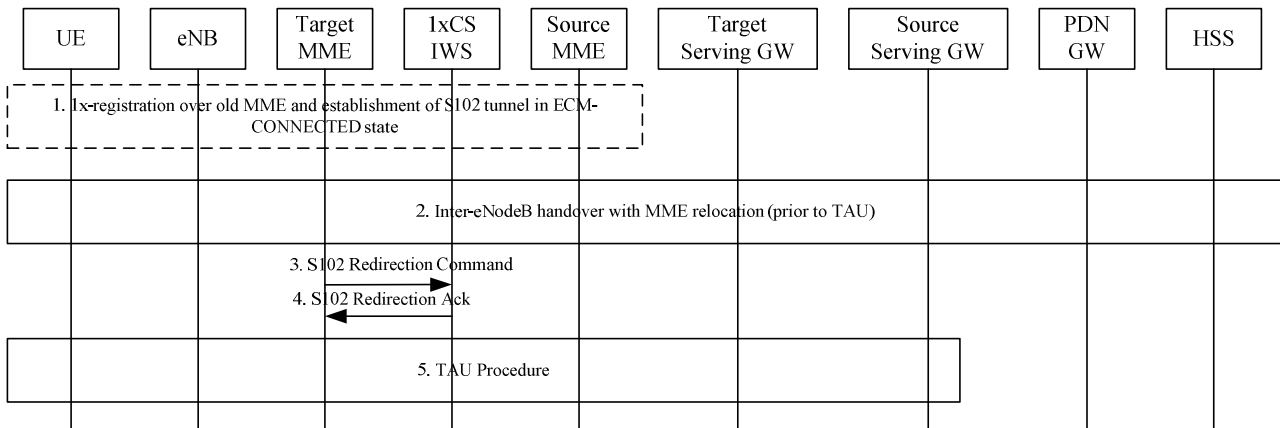 UE
eNB
Target
MME
1xCS
IWS
Source
MME
Target
Serving GW
Source
Serving GW
PDN
GW
HSS
1. 1x-registration over old MME and establishment of S102 tunnel in ECM-
CONNECTED state
2. Inter-eNodeB handover with MME relocation (prior to TAU)
3. S102 Redirection Command
4. S102 Redirection Ack
5. TAU Procedure